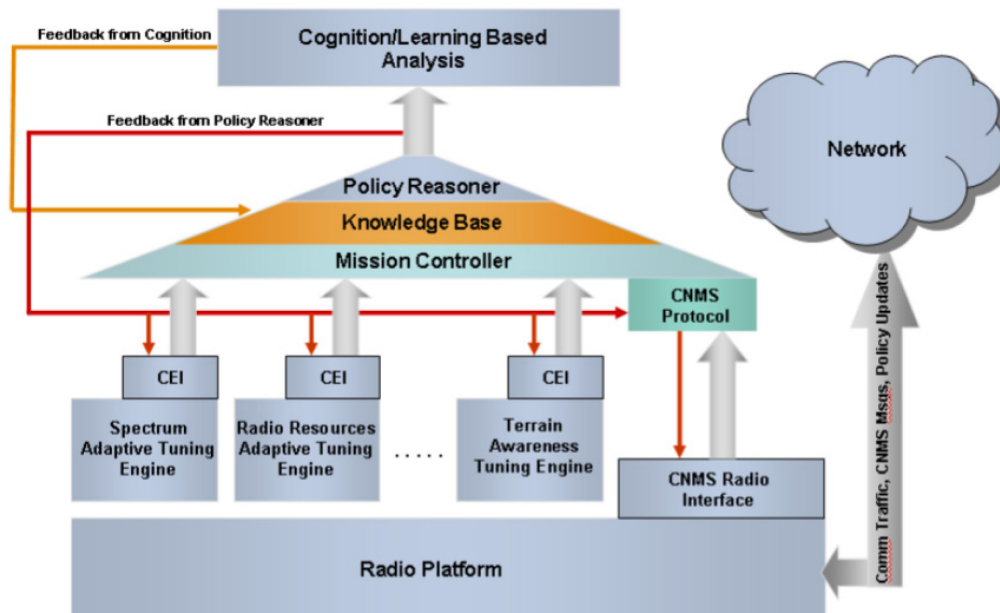 Feedback from Cognition
Cognition/Learning Based
Analysis
Feedback from Policy Reasoner
Network
Policy Reasoner
Knowledge Base
Mission Controller
CNMS
Protocol
CEI
CEI
CEI
Spectrum
Adaptive Tuning
Engine
Radio Resources
Adaptive Tuning
Engine
. . . . .
Terrain
Awareness
Tuning Engine
CNMS Radio
Interface
Radio Platform
Comm Traffic, CNMS Msgs, Policy Updates